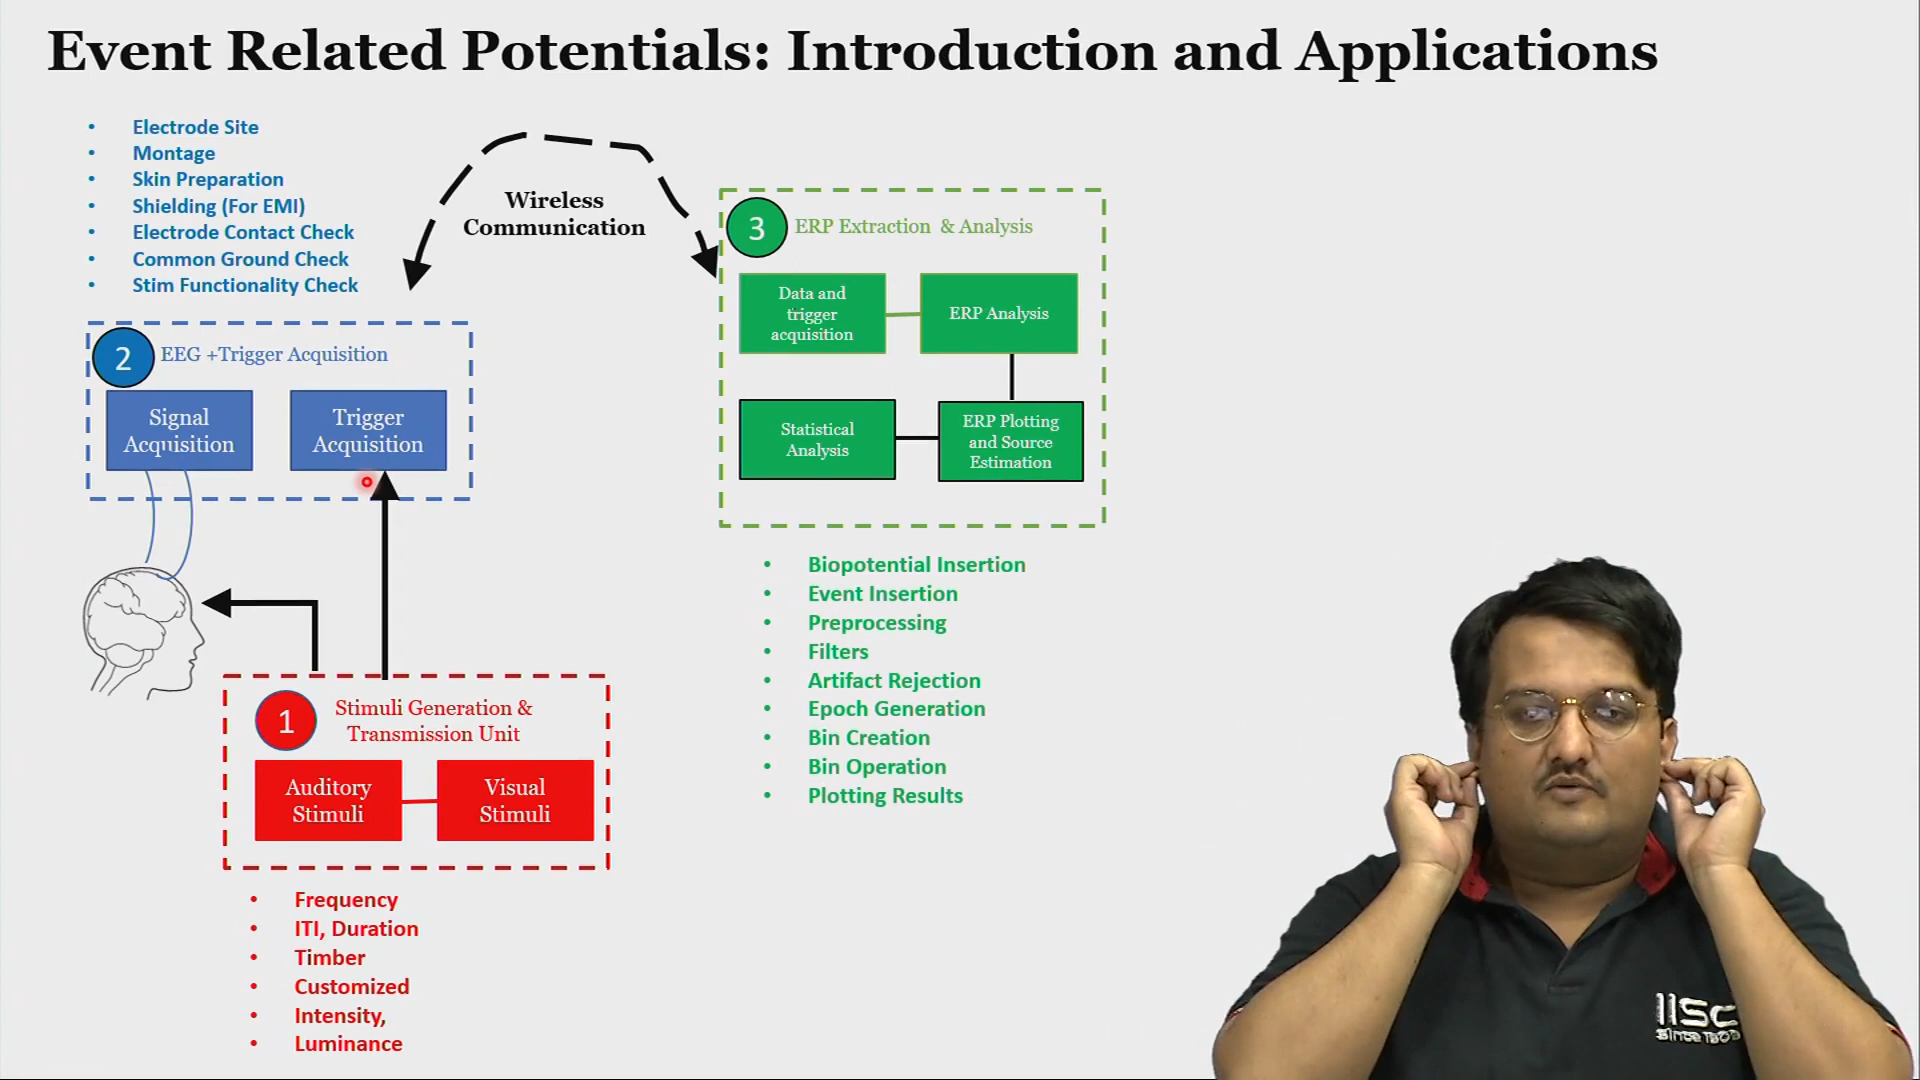 Event Related Potentials: Introduction and Applications
• Electrode Site
• Montage
• Skin Preparation
• Shielding (For EMI)
• Electrode Contact Check
• Common Ground Check
• Stim Functionality Check
Wireless
Communication
2
EEG +Trigger Acquisition
Signal
Acquisition
Trigger
Acquisition
1
Stimuli Generation &
Transmission Unit
Auditory
Stimuli
Visual
Stimuli
• Frequency
• ITI, Duration
• Timber
• Customized
• Intensity,
• Luminance
3
ERP Extraction & Analysis
Data and
trigger
acquisition
ERP Analysis
Statistical
Analysis
ERP Plotting
and Source
Estimation
• Biopotential Insertion
• Event Insertion
• Preprocessing
• Filters
• Artifact Rejection
• Epoch Generation
• Bin Creation
• Bin Operation
• Plotting Results
IISc